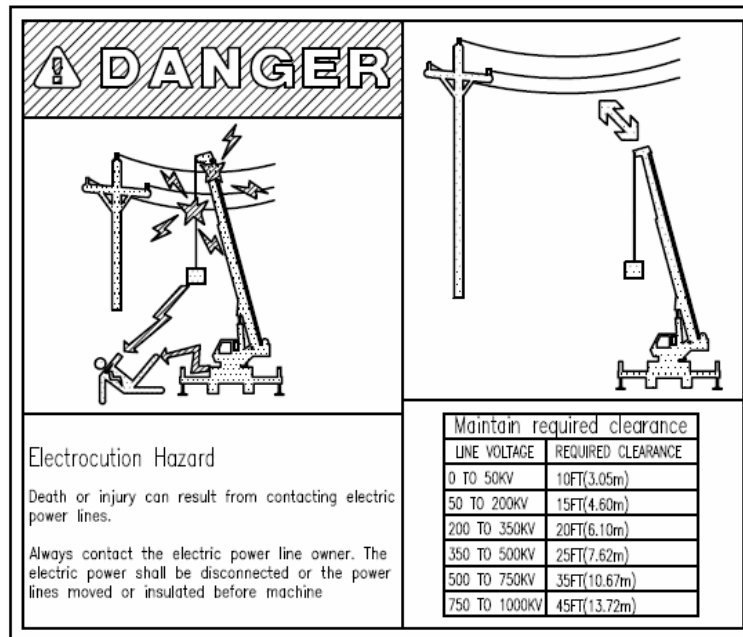 DANGER
Electrocution Hazard
Death or injury can result from contacting electric
power lines.
Always contact the electric power line owner. The
electric power shall be disconnected or the power
lines moved or insulated before machine
Maintain required clearance
LINE VOLTAGE REQUIRED CLEARANCE
0 TO 50KV 10FT(3.05m)
50 TO 200KV 15FT(4.60m)
200 TO 350KV 20FT(6.10m)
350 TO 500KV 25FT(7.62m)
500 TO 750KV 35FT(10.67m)
750 TO 1000KV 45FT(13.72m)